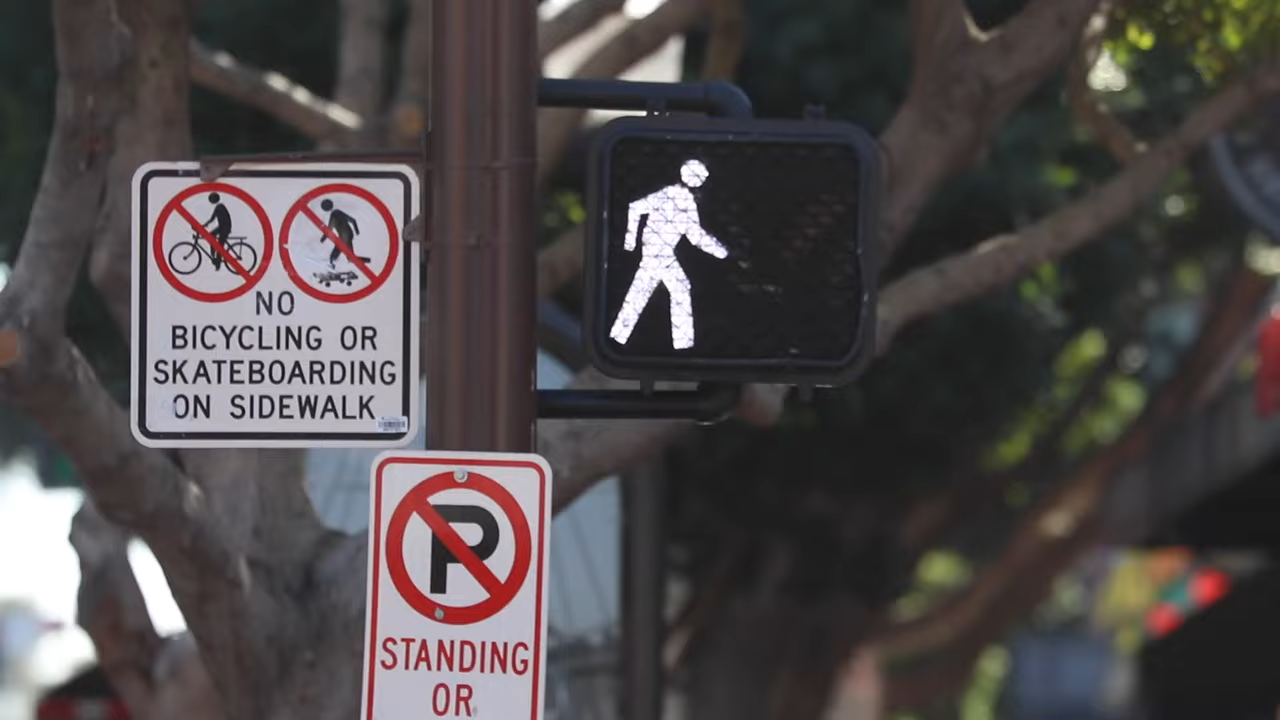 NO
BICYCLING OR
SKATEBOARDING
ON SIDEWALK
P
STANDING
OR